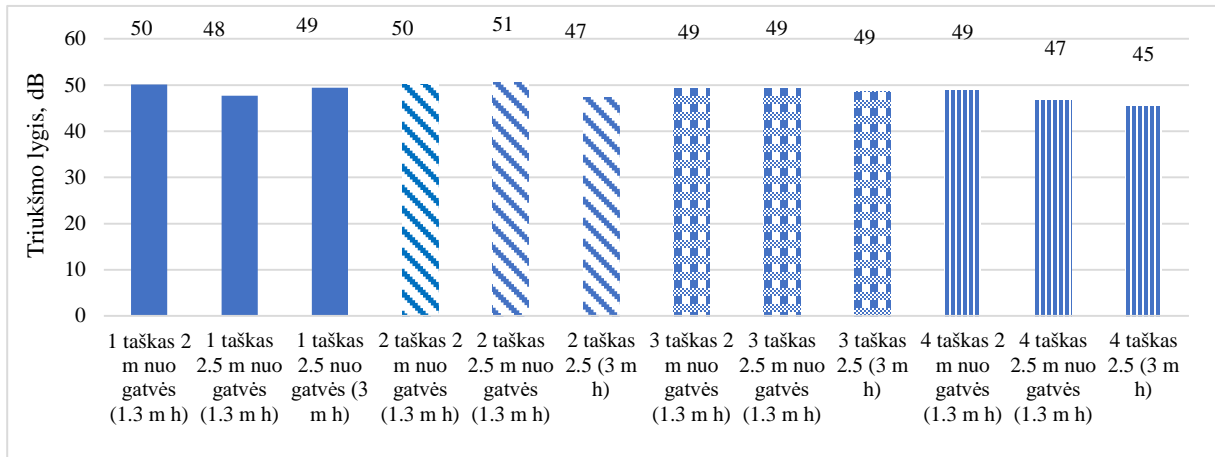 50 48 49 50 51 47 49 49 49 49 47 45
60
50
40
30
20
10
0
Triukšmo lygis, dB
1 taškas 2
m nuo
gatvės
(1.3 m h)
1 taškas
2.5 m nuo
gatvės
(1.3 m h)
1 taškas
2.5 nuo
gatvės (3
m h)
2 taškas 2
m nuo
gatvės
(1.3 m h)
2 taškas
2.5 m nuo
gatvės
(1.3 m h)
2 taškas
2.5 (3 m
h)
3 taškas 2
m nuo
gatvės
(1.3 m h)
3 taškas
2.5 m nuo
gatvės
(1.3 m h)
3 taškas
2.5 (3 m
h)
4 taškas 2
m nuo
gatvės
(1.3 m h)
4 taškas
2.5 m nuo
gatvės
(1.3 m h)
4 taškas
2.5 (3 m h)